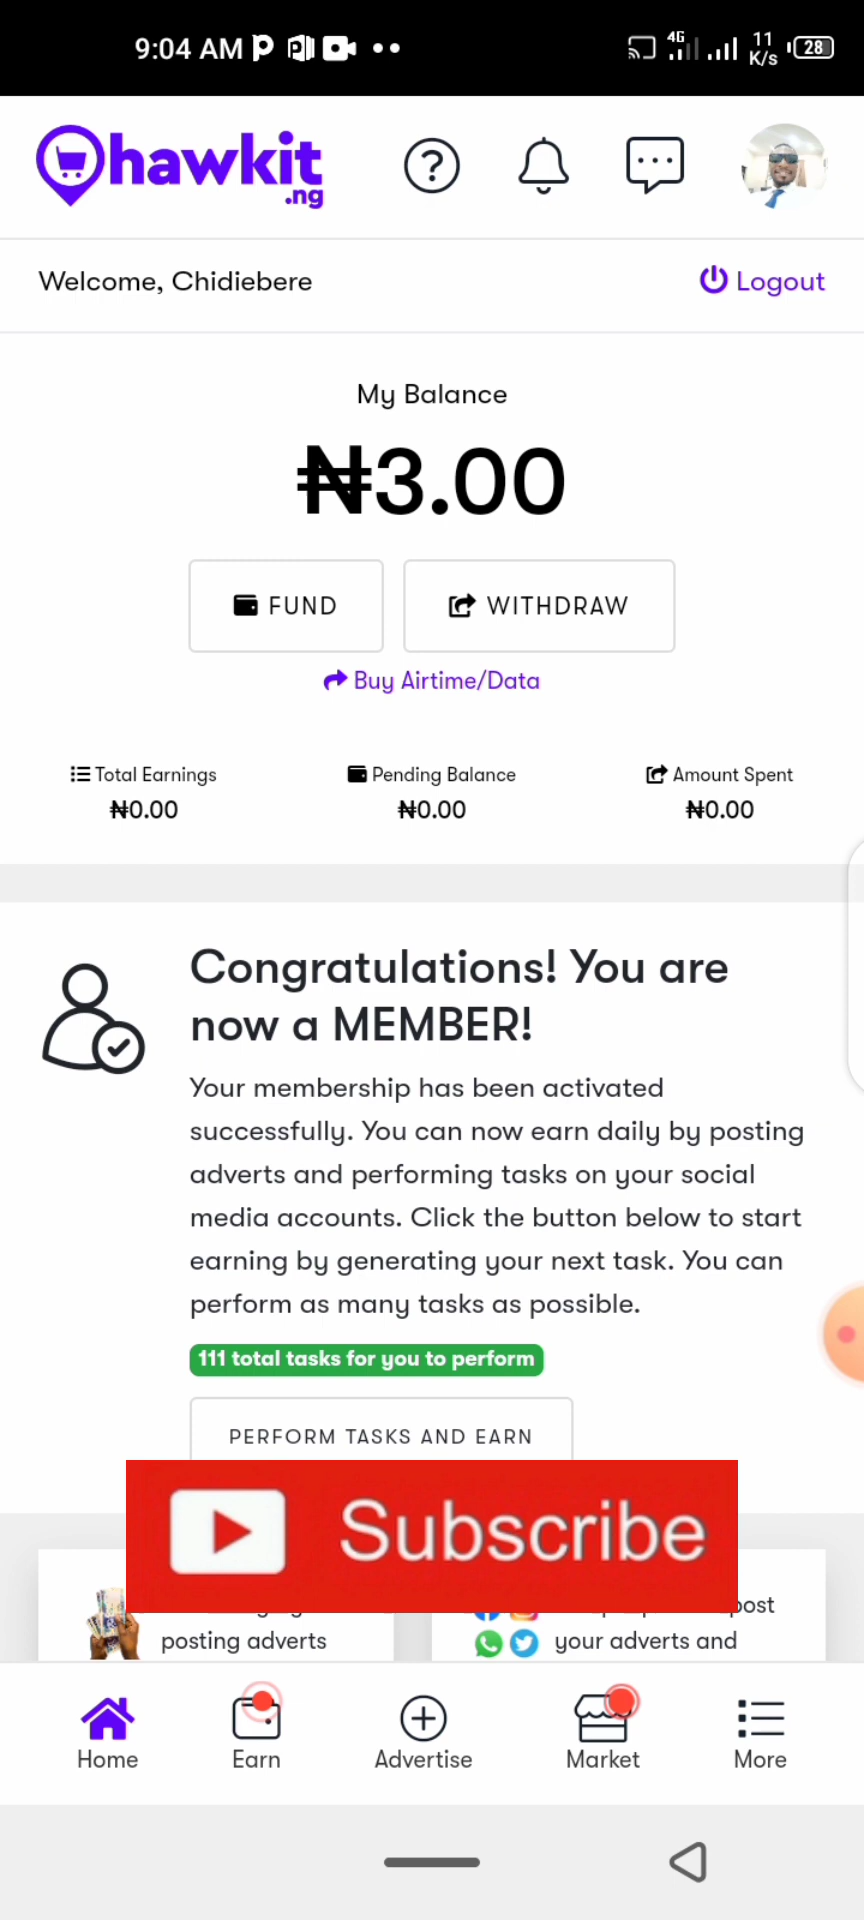 9:04 AM
4G
11
K/s
28
hawkit
.ng
Welcome, Chidiebere
Logout
My Balance
₦3.00
FUND
WITHDRAW
Buy Airtime/Data
Total Earnings
₦0.00
Pending Balance
₦0.00
Amount Spent
₦0.00
Congratulations! You are
now a MEMBER!
Your membership has been activated
successfully. You can now earn daily by posting
adverts and performing tasks on your social
media accounts. Click the button below to start
earning by generating your next task. You can
perform as many tasks as possible.
111 total tasks for you to perform
PERFORM TASKS AND EARN
Subscribe
posting adverts
post
your adverts and
Home
Earn
Advertise
Market
More